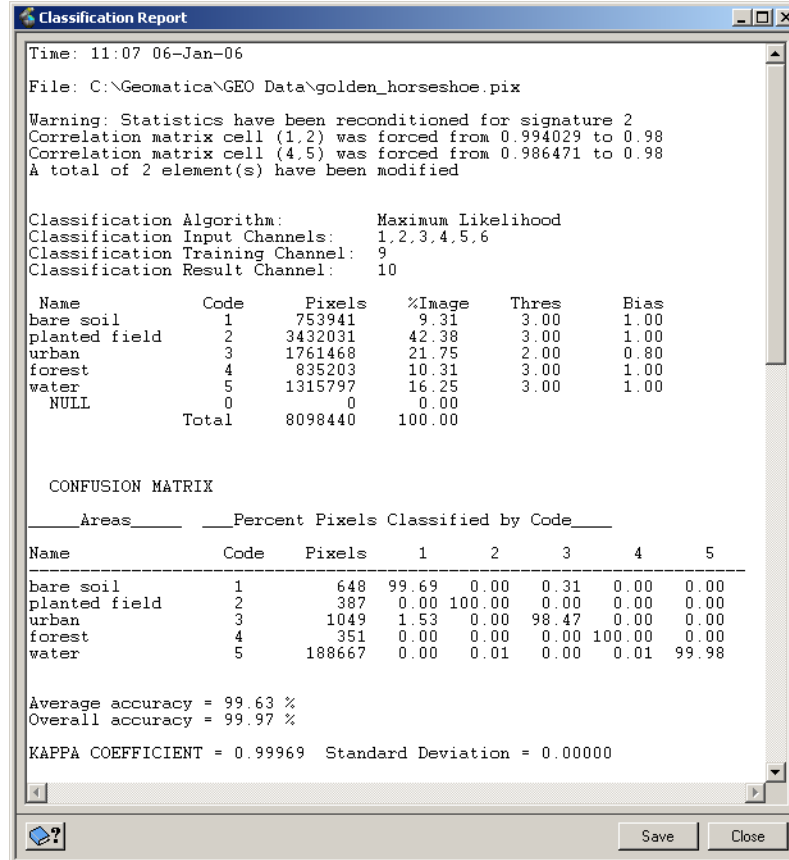 Classification Report
Time: 11:07 06-Jan-06
File: C:\Geomatica\GEO Data\golden_horseshoe.pix
Warning: Statistics have been reconditioned for signature 2
Correlation matrix cell (1,2) was forced from 0.994029 to 0.98
Correlation matrix cell (4,5) was forced from 0.986471 to 0.98
A total of 2 element(s) have been modified
Classification Algorithm: Maximum Likelihood
Classification Input Channels: 1,2,3,4,5,6
Classification Training Channel: 9
Classification Result Channel: 10
Name Code Pixels %Image Thres Bias
bare soil 1 753941 9.31 3.00 1.00
planted field 2 3432031 42.38 3.00 1.00
urban 3 1761468 21.75 2.00 0.80
forest 4 835203 10.31 3.00 1.00
water 5 1315797 16.25 3.00 1.00
NULL 0 0 0.00
Total 8098440 100.00
CONFUSION MATRIX
_____Areas_____ ___Percent Pixels Classified by Code____
Name Code Pixels 1 2 3 4 5
bare soil 1 648 99.69 0.00 0.31 0.00 0.00
planted field 2 387 0.00 100.00 0.00 0.00 0.00
urban 3 1049 1.53 0.00 98.47 0.00 0.00
forest 4 351 0.00 0.00 0.00 100.00 0.00
water 5 188667 0.00 0.01 0.00 0.01 99.98
Average accuracy = 99.63 %
Overall accuracy = 99.97 %
KAPPA COEFFICIENT = 0.99969 Standard Deviation = 0.00000
?
Save Close